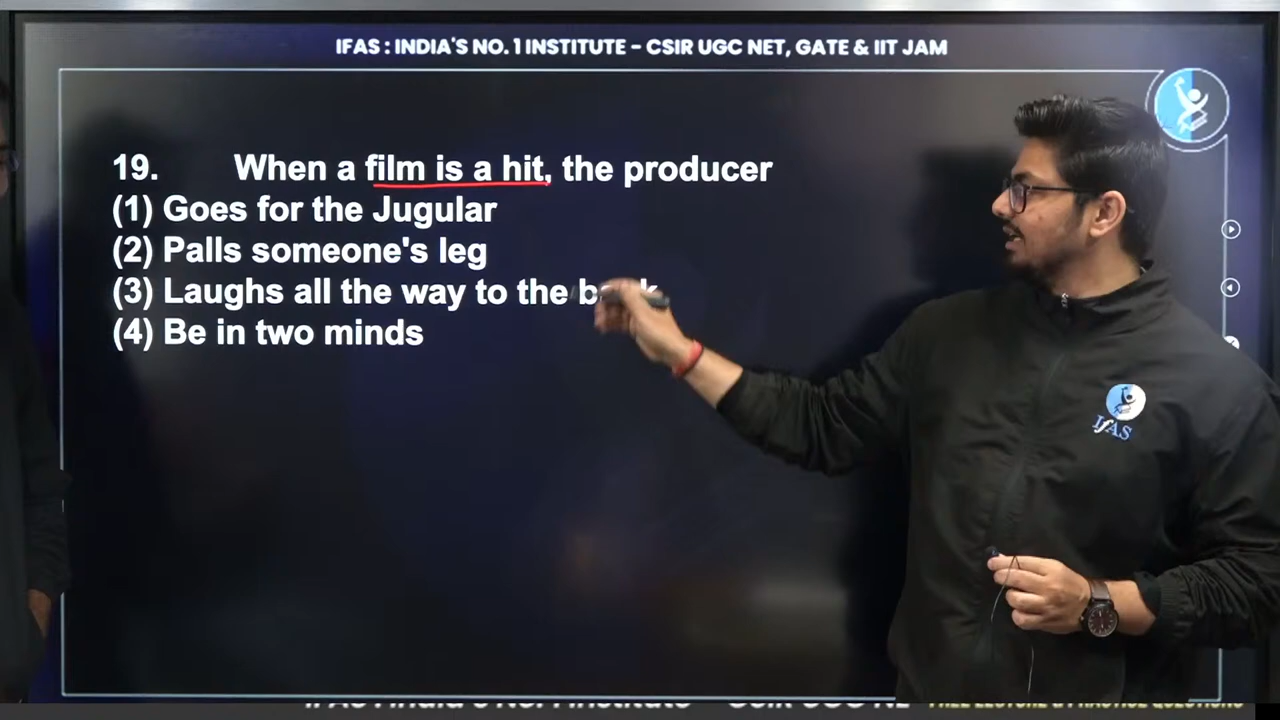 IFAS : INDIA'S NO. 1 INSTITUTE - CSIR UGC NET, GATE & IIT JAM
19. When a film is a hit, the producer
(1) Goes for the Jugular
(2) Palls someone's leg
(3) Laughs all the way to the
(4) Be in two minds
IFAS